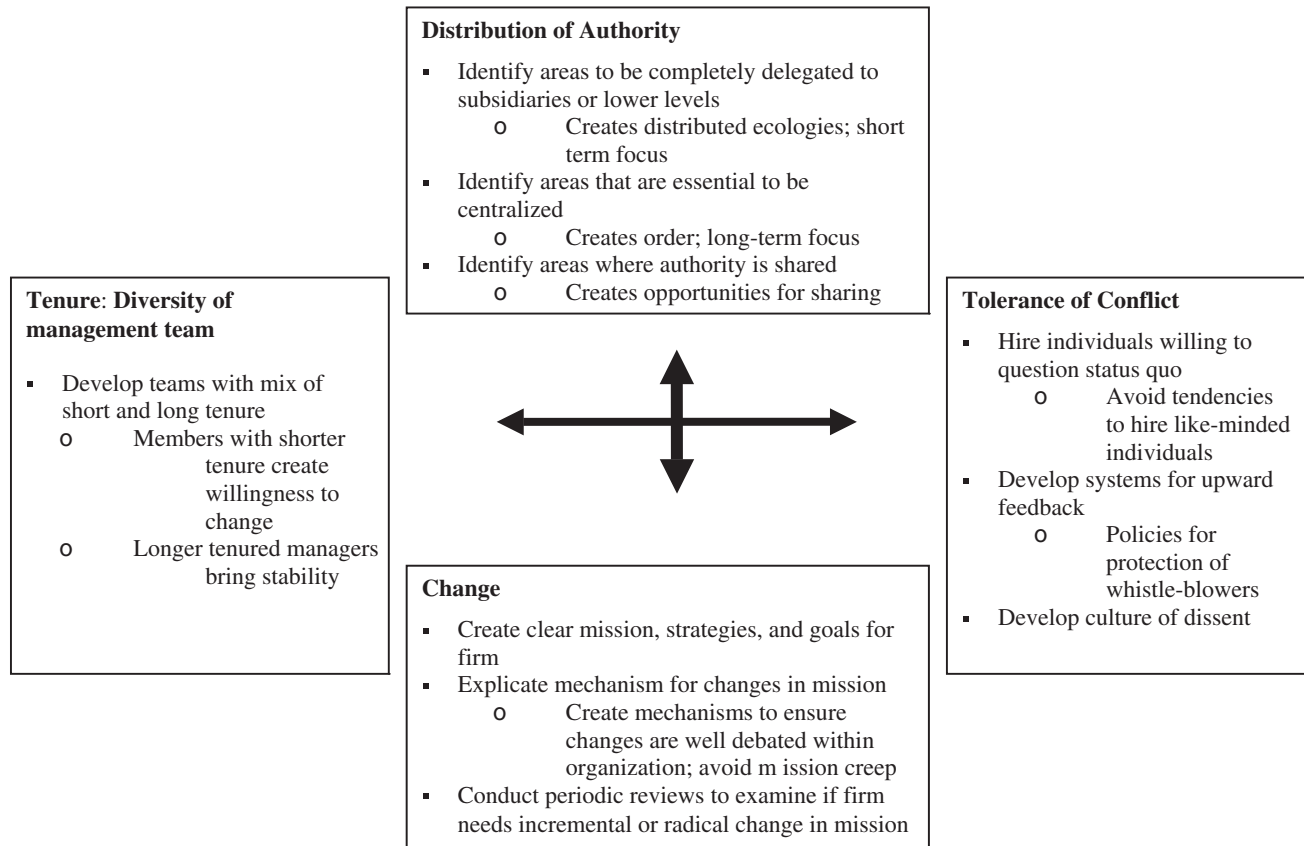 Distribution of Authority
▪ Identify areas to be completely delegated to
subsidiaries or lower levels
o Creates distributed ecologies; short
term focus
▪ Identify areas that are essential to be
centralized
o Creates order; long-term focus
▪ Identify areas where authority is shared
o Creates opportunities for sharing
Tenure: Diversity of
management team
▪ Develop teams with mix of
short and long tenure
o Members with shorter
tenure create
willingness to
change
o Longer tenured managers
bring stability
Tolerance of Conflict
▪ Hire individuals willing to
question status quo
o Avoid tendencies
to hire like-minded
individuals
▪ Develop systems for upward
feedback
o Policies for
protection of
whistle-blowers
▪ Develop culture of dissent
Change
▪ Create clear mission, strategies, and goals for
firm
▪ Explicate mechanism for changes in mission
o Create mechanisms to ensure
changes are well debated within
organization; avoid m ission creep
▪ Conduct periodic reviews to examine if firm
needs incremental or radical change in mission